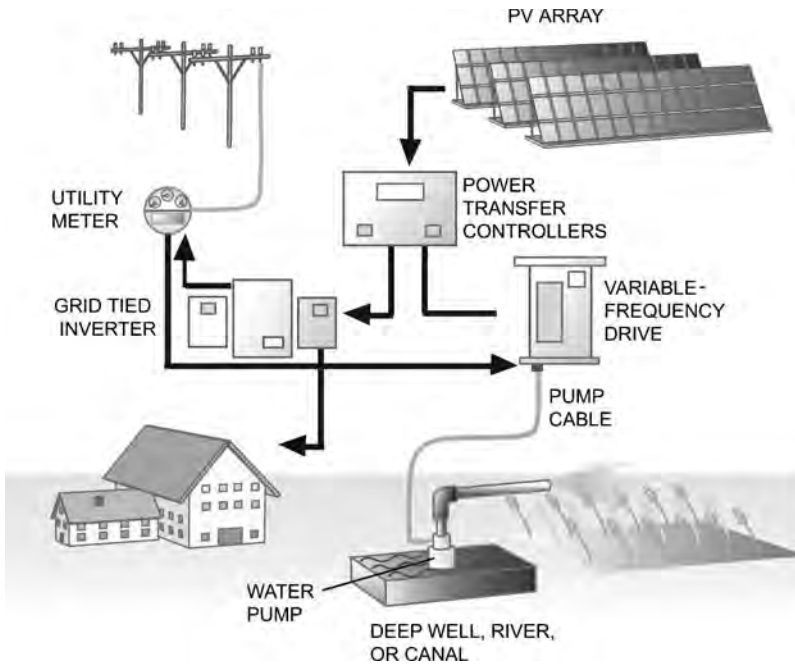 PV ARRAY
UTILITY
METER
POWER
TRANSFER
CONTROLLERS
GRID TIED
INVERTER
VARIABLE-
FREQUENCY
DRIVE
PUMP
CABLE
WATER
PUMP
DEEP WELL, RIVER,
OR CANAL